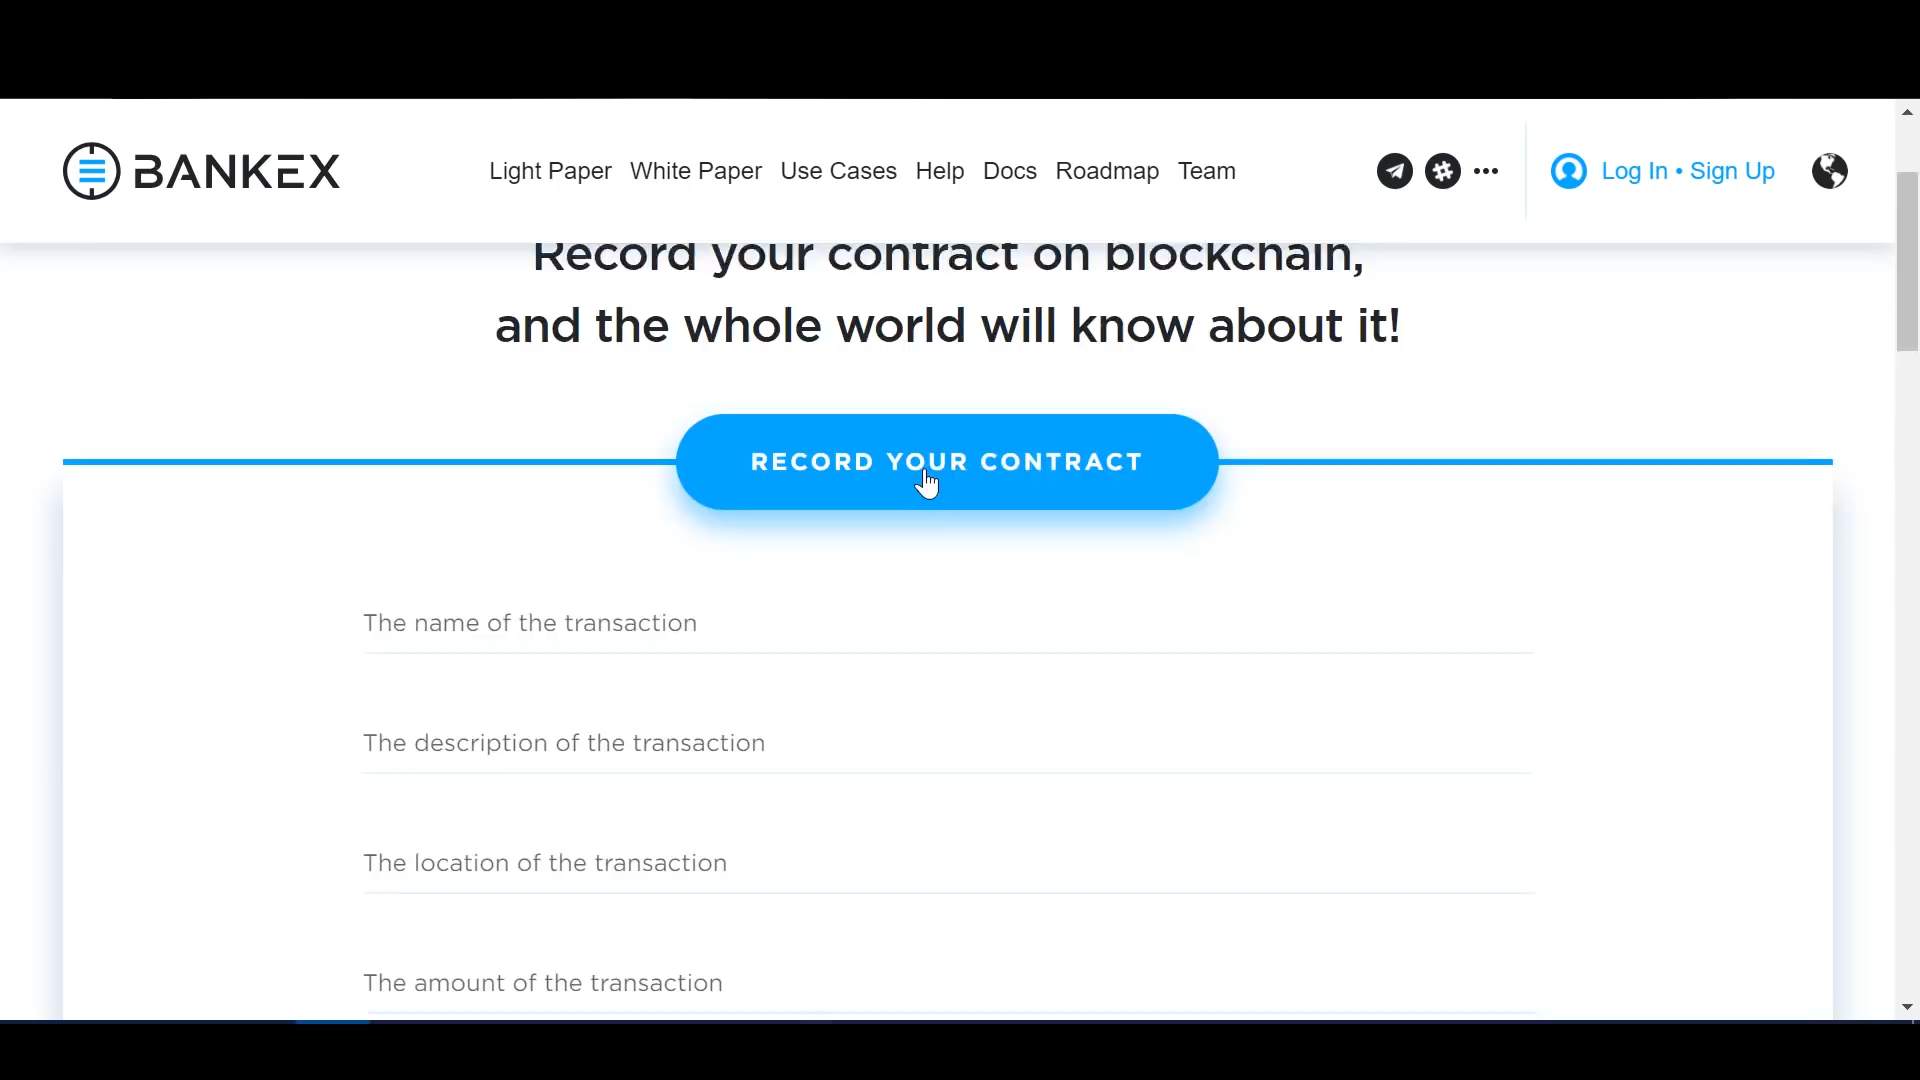 BANKEX
Light Paper White Paper Use Cases Help Docs Roadmap Team
Log In • Sign Up
Record your contract on blockchain,
and the whole world will know about it!
RECORD YOUR CONTRACT
The name of the transaction
The description of the transaction
The location of the transaction
The amount of the transaction